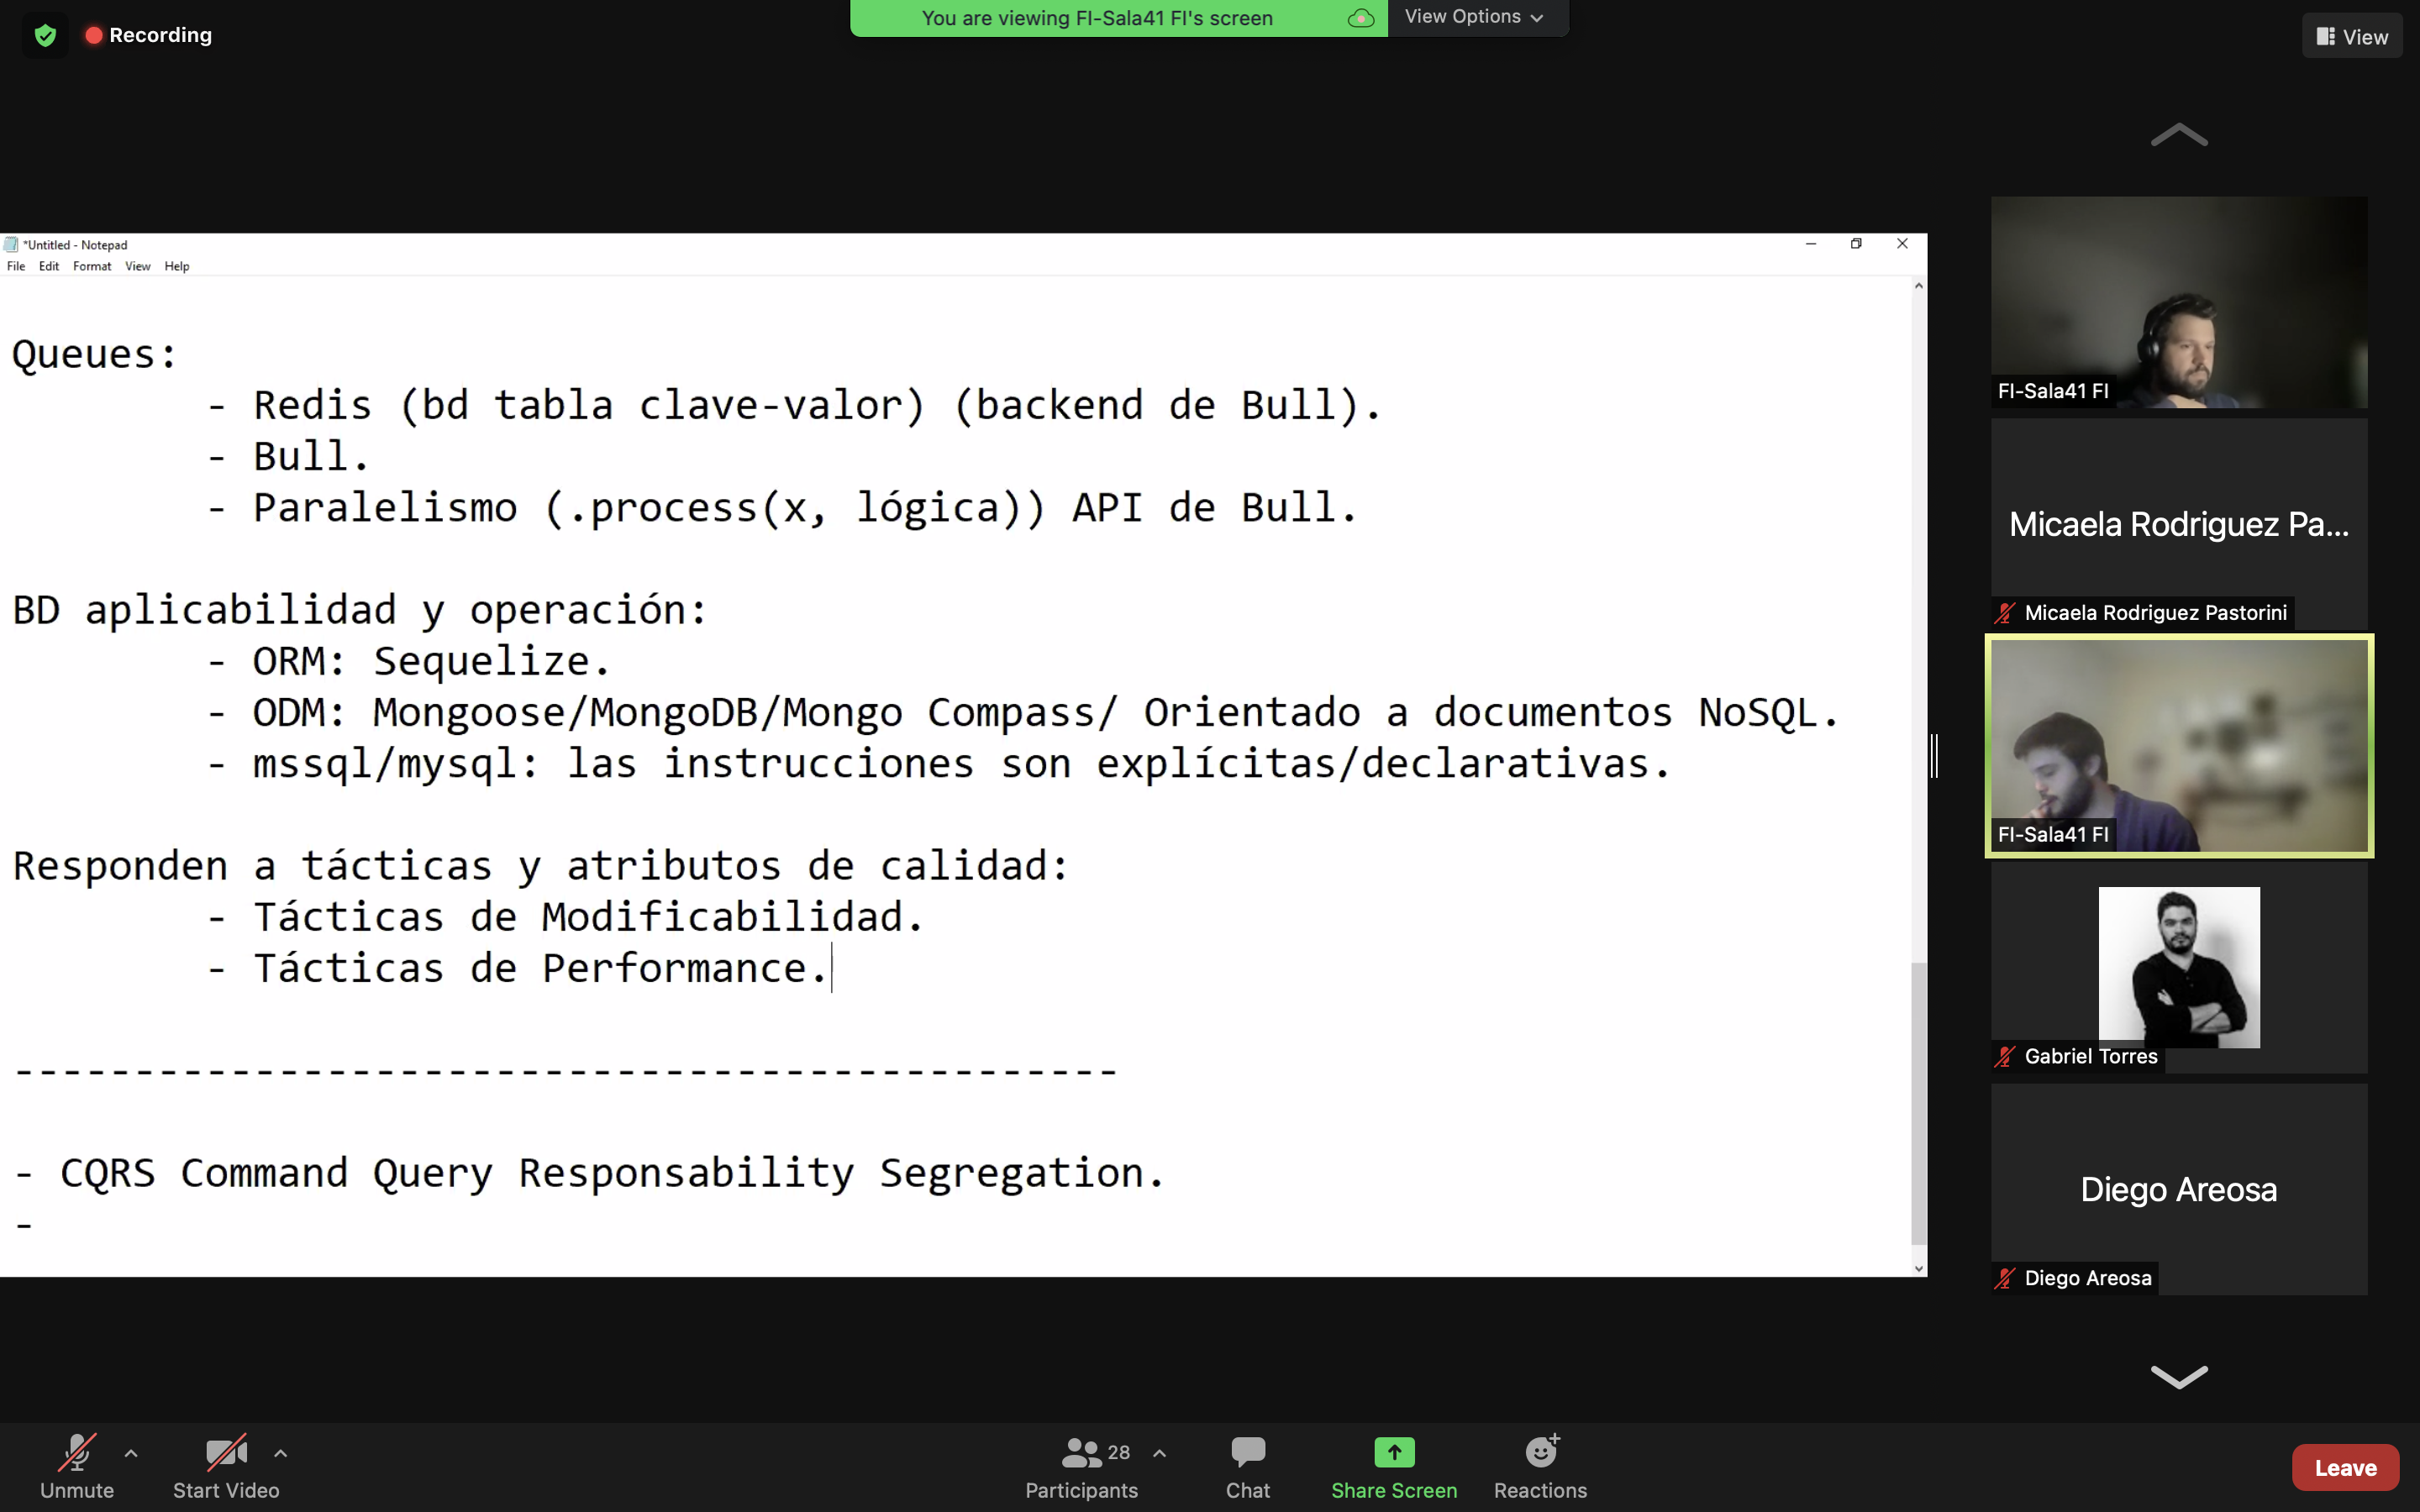 Recording
You are viewing FI-Sala41 FI's screen
View Options
View
*Untitled - Notepad
File Edit Format View Help
Queues:
- Redis (bd tabla clave-valor) (backend de Bull).
- Bull.
- Paralelismo (.process(x, lógica)) API de Bull.
BD aplicabilidad y operación:
- ORM: Sequelize.
- ODM: Mongoose/MongoDB/Mongo Compass/ Orientado a documentos NoSQL.
- mssql/mysql: las instrucciones son explícitas/declarativas.
Responden a tácticas y atributos de calidad:
- Tácticas de Modificabilidad.
- Tácticas de Performance.
----------------------------------------------
- CQRS Command Query Responsability Segregation.
-
FI-Sala41 FI
Micaela Rodriguez Pa...
Micaela Rodriguez Pastorini
FI-Sala41 FI
Gabriel Torres
Diego Areosa
Diego Areosa
Unmute
Start Video
28
Participants
Chat
Share Screen
Reactions
Leave